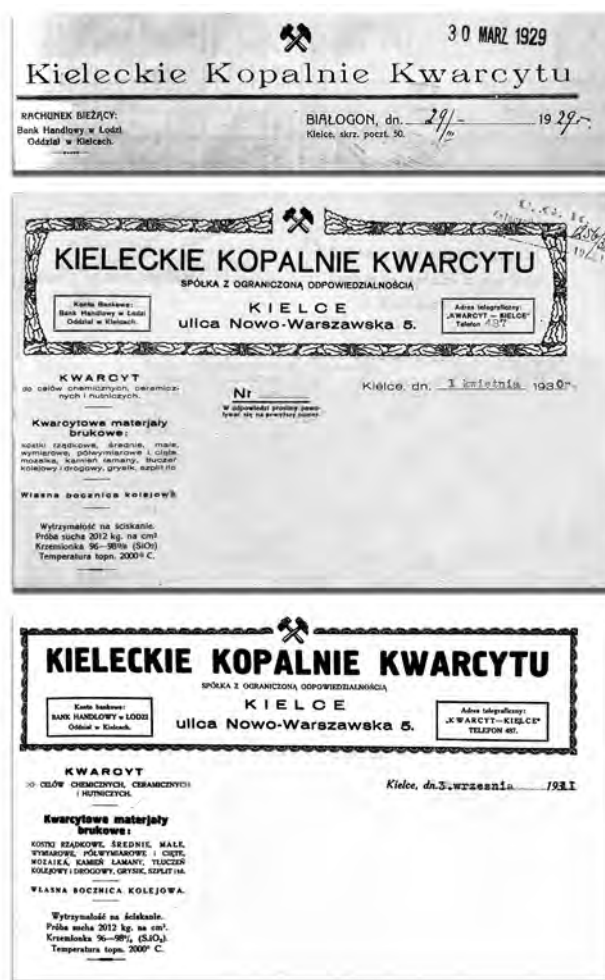 30 MARZ 1929
Kieleckie Kopalnie Kwarcytu
RACHUNEK BIEŻĄCY:
Bank Handlowy w Łodzi
Oddział w Kielcach.
BIAŁOGON, dn. 29/- 1929r.
Kielce, skrz. poczt. 50.
KIELECKIE KOPALNIE KWARCYTU
SPÓŁKA Z OGRANICZONĄ ODPOWIEDZIALNOŚCIĄ
Konto Bankowe:
Bank Handlowy w Łodzi
Oddział w Kielcach.
KIELCE
ulica Nowo-Warszawska 5.
Adres telegraficzny:
„KWARCYT — KIELCE"
Telefon 487
KWARCYT
do celów chemicznych, ceramicz-
nych i hutniczych.
Nr
W odpowiedzi prosimy powo-
ływać się na powyższy numer.
Kielce, dn. 1 kwietnia 1930r.
Kwarcytowe materjały
brukowe:
kostki rządkowe, średnie, małe,
wymiarowe, półwymiarowe i cięte,
mozaika, kamień łamany, tłuczeń
kolejowy i drogowy, grysik, szplit itd.
Własna bocznica kolejowa.
Wytrzymałość na ściskanie.
Próba sucha 2012 kg. na cm²
Krzemionka 96—98% (SiO₂)
Temperatura topn. 2000° C.
KIELECKIE KOPALNIE KWARCYTU
SPÓŁKA Z OGRANICZONĄ ODPOWIEDZIALNOŚCIĄ
Konto bankowe:
BANK HANDLOWY w ŁODZI
Oddział w Kielcach.
KIELCE
ulica Nowo-Warszawska 5.
Adres telegraficzny:
„KWARCYT—KIELCE"
TELEFON 487.
KWARCYT
DO CELÓW CHEMICZNYCH, CERAMICZNYCH
I HUTNICZYCH.
Kielce, dn. 3. września 1931
Kwarcytowe materjały
brukowe:
KOSTKI RZĄDKOWE, ŚREDNIE, MAŁE,
WYMIAROWE, PÓŁWYMIAROWE I CIĘTE,
MOZAIKA, KAMIEŃ ŁAMANY, TŁUCZEŃ
KOLEJOWY i DROGOWY, GRYSIK, SZPLIT itd.
WŁASNA BOCZNICA KOLEJOWA.
Wytrzymałość na ściskanie.
Próba sucha 2012 kg. na cm².
Krzemionka 96—98% (SiO₂).
Temperatura topn. 2000° C.